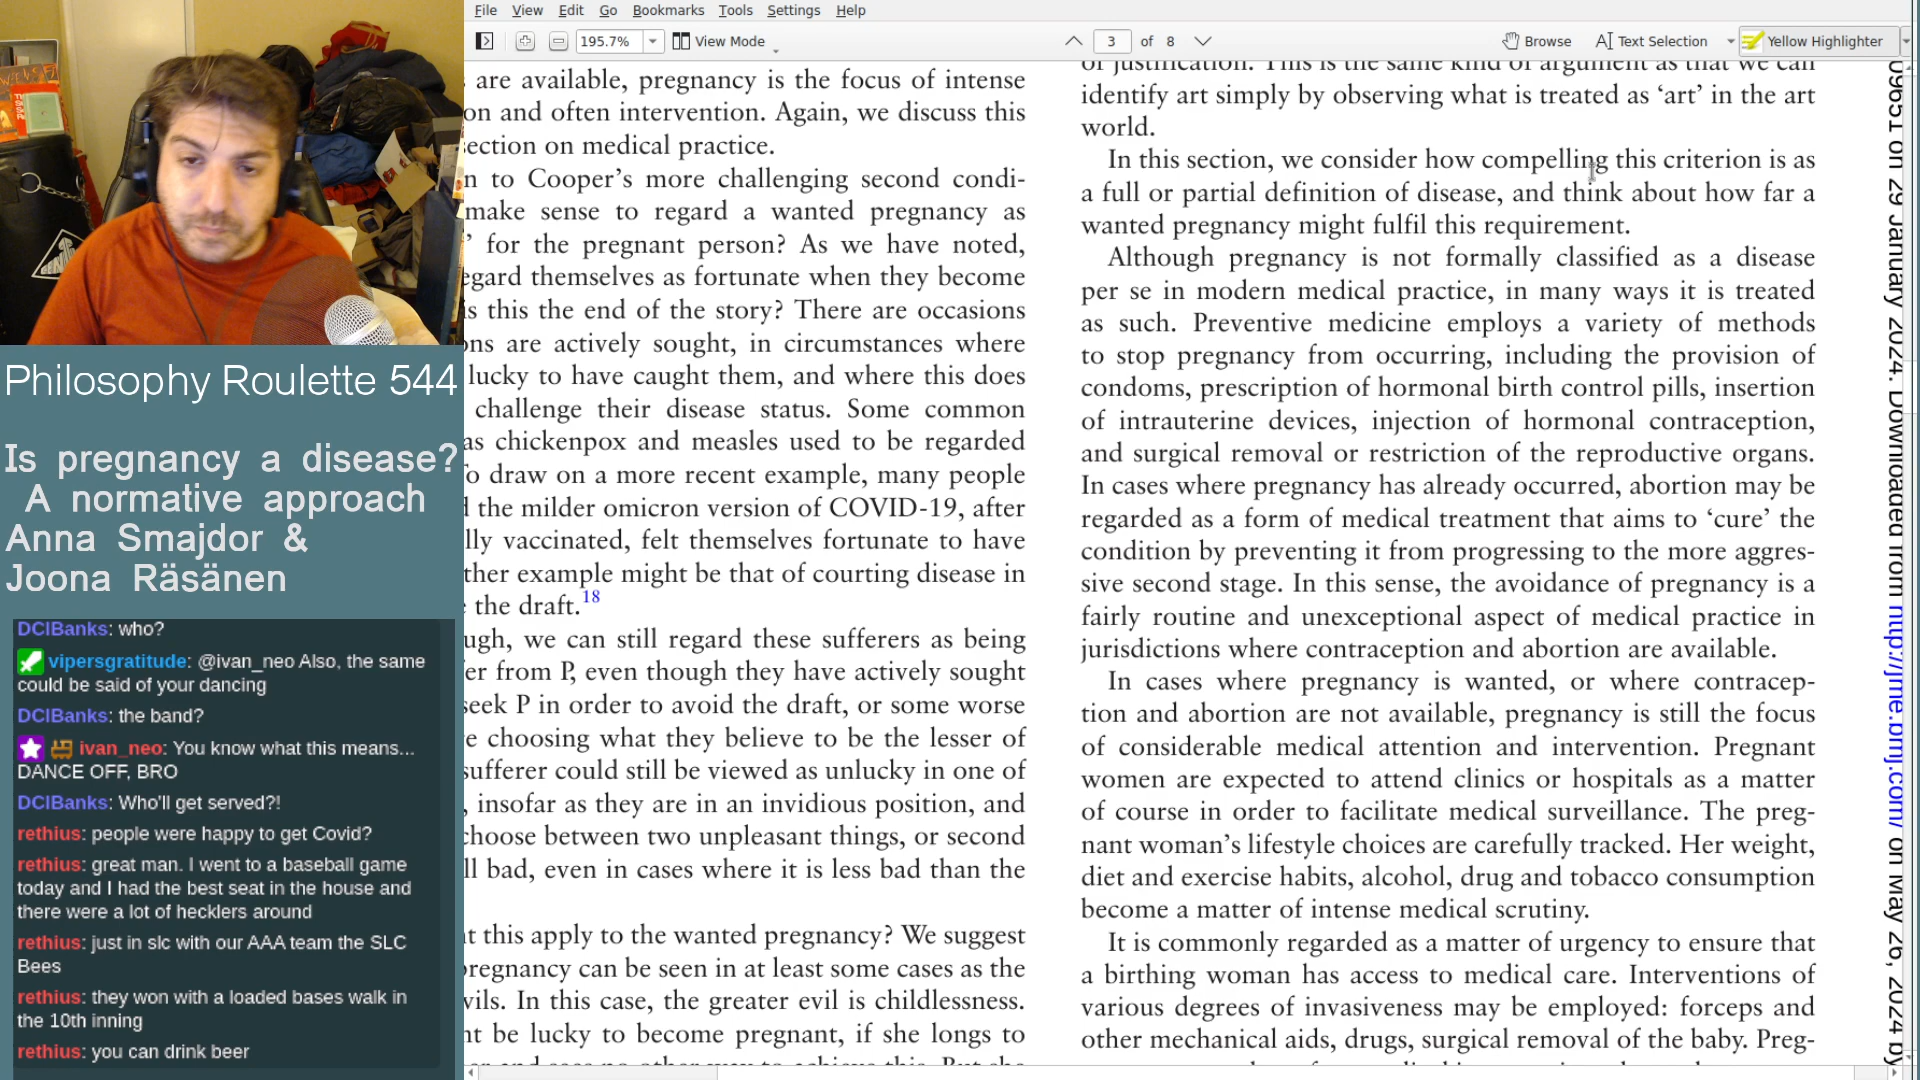 File View Edit Go Bookmarks Tools Settings Help
195.7% View Mode 3 of 8 Browse Text Selection Yellow Highlighter
are available, pregnancy is the focus of intense
on and often intervention. Again, we discuss this
section on medical practice.
n to Cooper’s more challenging second condi-
make sense to regard a wanted pregnancy as
’ for the pregnant person? As we have noted,
egard themselves as fortunate when they become
is this the end of the story? There are occasions
ons are actively sought, in circumstances where
lucky to have caught them, and where this does
challenge their disease status. Some common
as chickenpox and measles used to be regarded
To draw on a more recent example, many people
the milder omicron version of COVID-19, after
lly vaccinated, felt themselves fortunate to have
ther example might be that of courting disease in
the draft.18
ugh, we can still regard these sufferers as being
er from P, even though they have actively sought
seek P in order to avoid the draft, or some worse
e choosing what they believe to be the lesser of
sufferer could still be viewed as unlucky in one of
, insofar as they are in an invidious position, and
choose between two unpleasant things, or second
ll bad, even in cases where it is less bad than the
t this apply to the wanted pregnancy? We suggest
pregnancy can be seen in at least some cases as the
vils. In this case, the greater evil is childlessness.
nt be lucky to become pregnant, if she longs to
or justification. This is the same kind of argument as that we can
identify art simply by observing what is treated as ‘art’ in the art
world.
In this section, we consider how compelling this criterion is as
a full or partial definition of disease, and think about how far a
wanted pregnancy might fulfil this requirement.
Although pregnancy is not formally classified as a disease
per se in modern medical practice, in many ways it is treated
as such. Preventive medicine employs a variety of methods
to stop pregnancy from occurring, including the provision of
condoms, prescription of hormonal birth control pills, insertion
of intrauterine devices, injection of hormonal contraception,
and surgical removal or restriction of the reproductive organs.
In cases where pregnancy has already occurred, abortion may be
regarded as a form of medical treatment that aims to ‘cure’ the
condition by preventing it from progressing to the more aggres-
sive second stage. In this sense, the avoidance of pregnancy is a
fairly routine and unexceptional aspect of medical practice in
jurisdictions where contraception and abortion are available.
In cases where pregnancy is wanted, or where contracep-
tion and abortion are not available, pregnancy is still the focus
of considerable medical attention and intervention. Pregnant
women are expected to attend clinics or hospitals as a matter
of course in order to facilitate medical surveillance. The preg-
nant woman’s lifestyle choices are carefully tracked. Her weight,
diet and exercise habits, alcohol, drug and tobacco consumption
become a matter of intense medical scrutiny.
It is commonly regarded as a matter of urgency to ensure that
a birthing woman has access to medical care. Interventions of
various degrees of invasiveness may be employed: forceps and
other mechanical aids, drugs, surgical removal of the baby. Preg-
09651 on 29 January 2024. Downloaded from http://jme.bmj.com/ on May 26, 2024 by
Philosophy Roulette 544
Is pregnancy a disease?
A normative approach
Anna Smajdor &
Joona Räsänen
DCIBanks: who?
vipersgratitude: @ivan_neo Also, the same
could be said of your dancing
DCIBanks: the band?
ivan_neo: You know what this means...
DANCE OFF, BRO
DCIBanks: Who'll get served?!
rethius: people were happy to get Covid?
rethius: great man. I went to a baseball game
today and I had the best seat in the house and
there were a lot of hecklers around
rethius: just in slc with our AAA team the SLC
Bees
rethius: they won with a loaded bases walk in
the 10th inning
rethius: you can drink beer